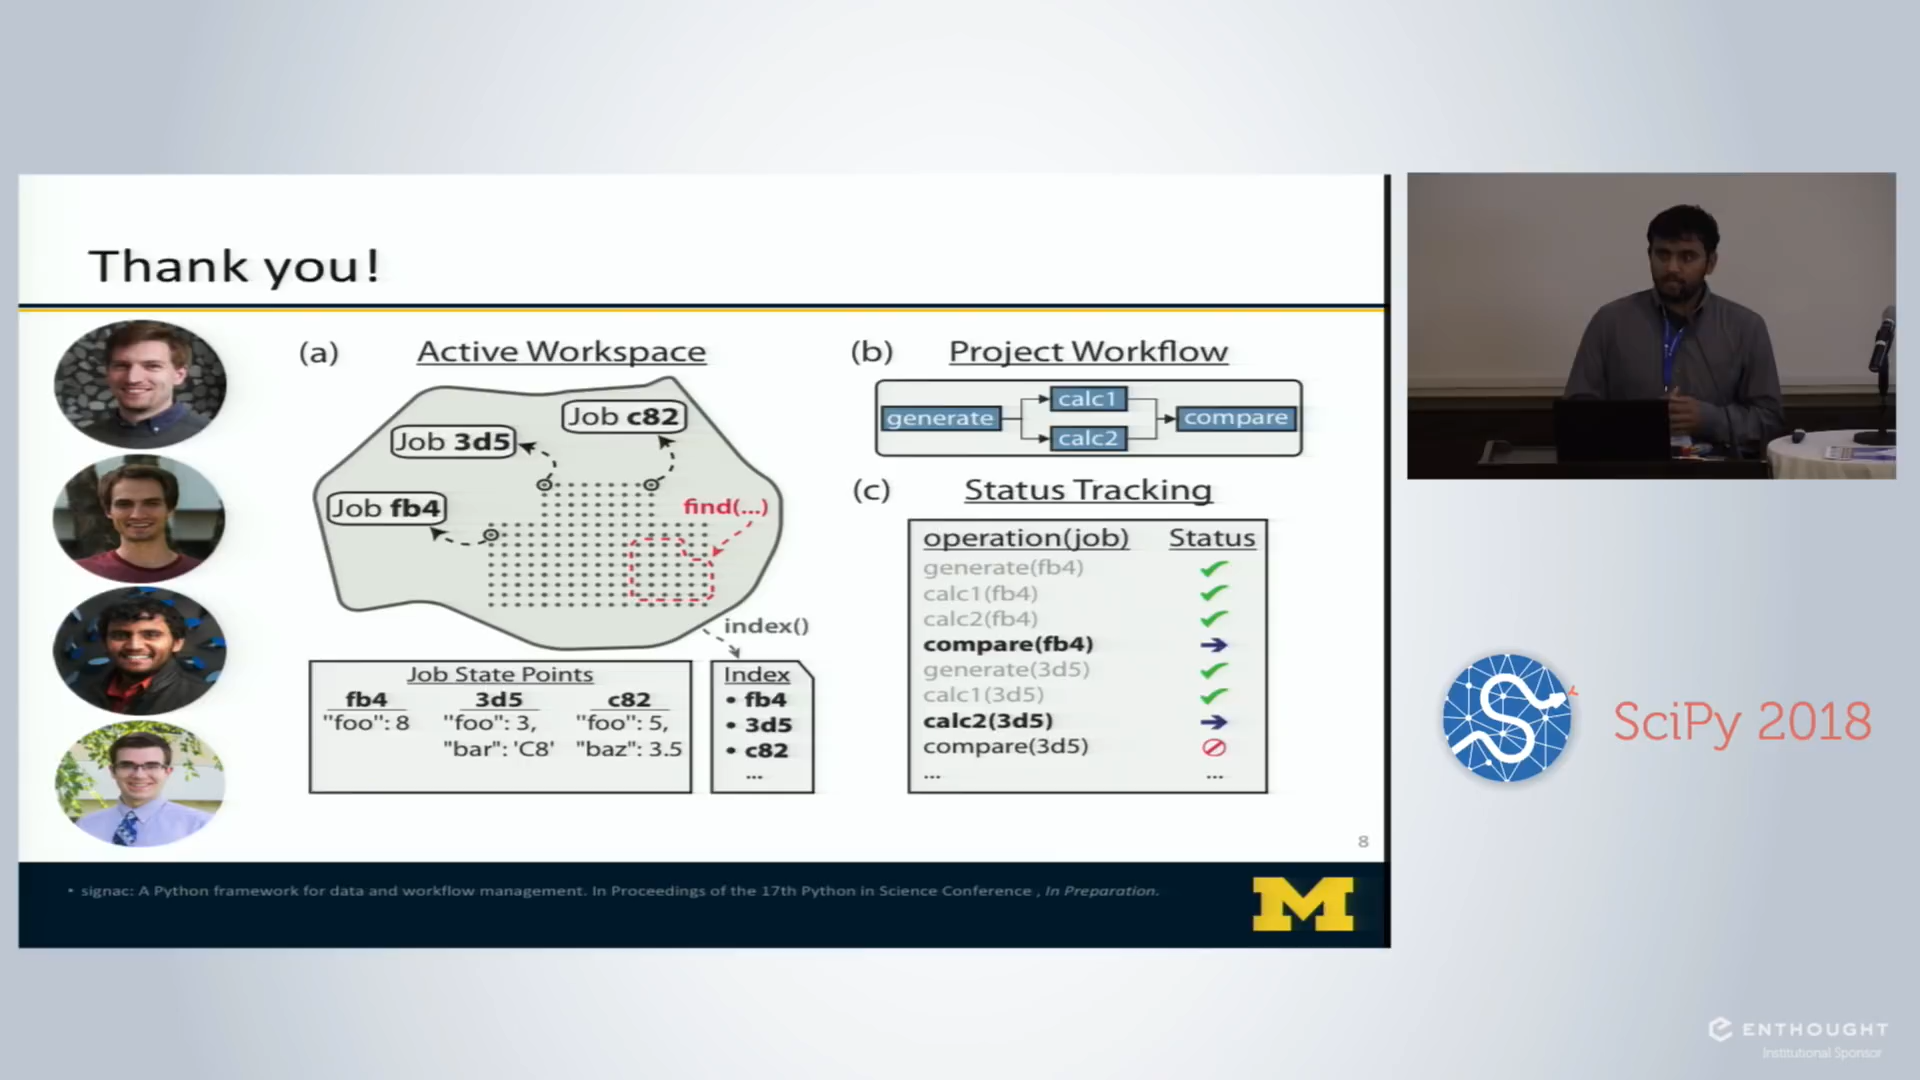 Thank you!
(a) Active Workspace
Job c82
Job 3d5
Job fb4
find(...)
index()
Job State Points
fb4 3d5 c82
"foo": 8 "foo": 3, "foo": 5,
"bar": 'C8' "baz": 3.5
Index
• fb4
• 3d5
• c82
...
(b) Project Workflow
generate
calc1
calc2
compare
(c) Status Tracking
operation(job) Status
generate(fb4)
calc1(fb4)
calc2(fb4)
compare(fb4)
generate(3d5)
calc1(3d5)
calc2(3d5)
compare(3d5)
... ...
8
• signac: A Python framework for data and workflow management. In Proceedings of the 17th Python in Science Conference , In Preparation.
M
SciPy 2018
ENTHOUGHT
Institutional Sponsor